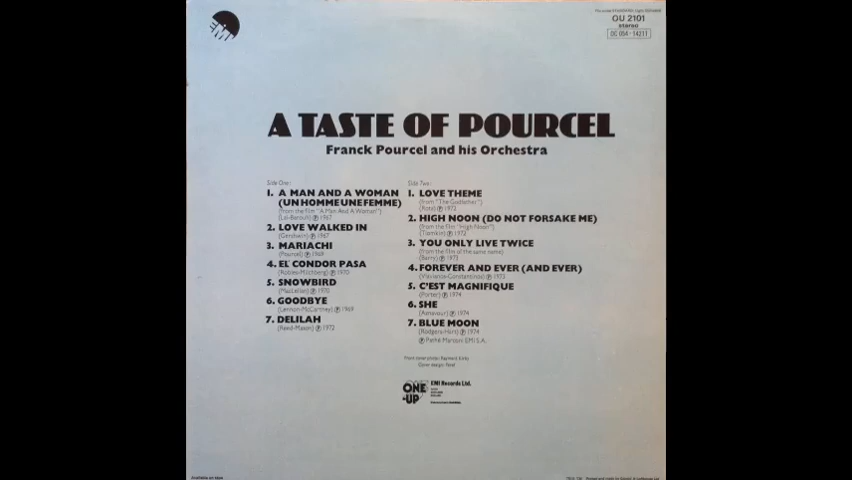 EMI
OU 2101
stereo
OC 054 · 14211
A TASTE OF POURCEL
Franck Pourcel and his Orchestra
Side One:
1. A MAN AND A WOMAN
(UN HOMME UNE FEMME)
(from the film "A Man And A Woman")
(Lai-Barouh) Ⓟ 1967
2. LOVE WALKED IN
(Gershwin) Ⓟ 1967
3. MARIACHI
(Pourcel) Ⓟ 1969
4. EL CONDOR PASA
(Robles-Milchberg) Ⓟ 1970
5. SNOWBIRD
(MacLellan) Ⓟ 1970
6. GOODBYE
(Lennon-McCartney) Ⓟ 1969
7. DELILAH
(Reed-Mason) Ⓟ 1972
Side Two:
1. LOVE THEME
(from "The Godfather")
(Rota) Ⓟ 1972
2. HIGH NOON (DO NOT FORSAKE ME)
(from the film "High Noon")
(Tiomkin) Ⓟ 1972
3. YOU ONLY LIVE TWICE
(from the film of the same name)
(Barry) Ⓟ 1973
4. FOREVER AND EVER (AND EVER)
(Vlavianos-Constantinos) Ⓟ 1973
5. C'EST MAGNIFIQUE
(Porter) Ⓟ 1974
6. SHE
(Aznavour) Ⓟ 1974
7. BLUE MOON
(Rodgers-Hart) Ⓟ 1974
Ⓟ Pathé Marconi E.M.I. S.A.
ONE
UP
EMI Records Ltd.